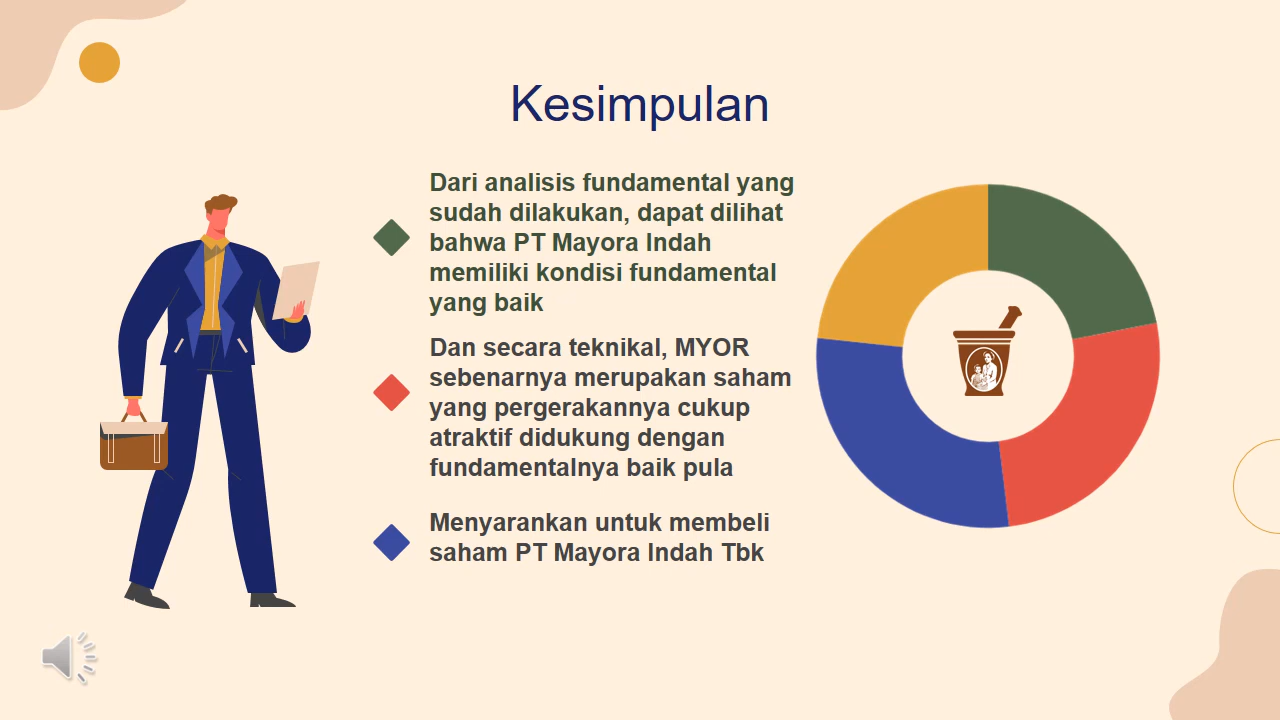 Kesimpulan
Dari analisis fundamental yang
sudah dilakukan, dapat dilihat
bahwa PT Mayora Indah
memiliki kondisi fundamental
yang baik
Dan secara teknikal, MYOR
sebenarnya merupakan saham
yang pergerakannya cukup
atraktif didukung dengan
fundamentalnya baik pula
Menyarankan untuk membeli
saham PT Mayora Indah Tbk